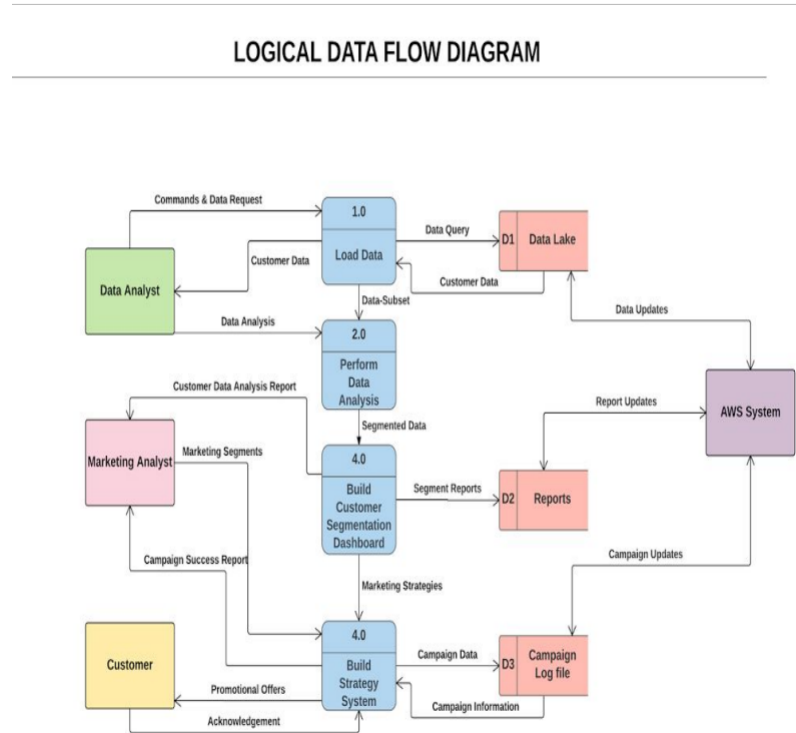 LOGICAL DATA FLOW DIAGRAM
Commands & Data Request
1.0
Load Data
Data Query
D1
Data Lake
Customer Data
Customer Data
Data Analyst
Data-Subset
Data Updates
Data Analysis
2.0
Perform
Data
Analysis
Customer Data Analysis Report
Report Updates
AWS System
Segmented Data
Marketing Analyst
Marketing Segments
4.0
Build
Customer
Segmentation
Dashboard
Segment Reports
D2
Reports
Campaign Success Report
Campaign Updates
Marketing Strategies
4.0
Build
Strategy
System
Campaign Data
D3
Campaign
Log file
Customer
Promotional Offers
Campaign Information
Acknowledgement